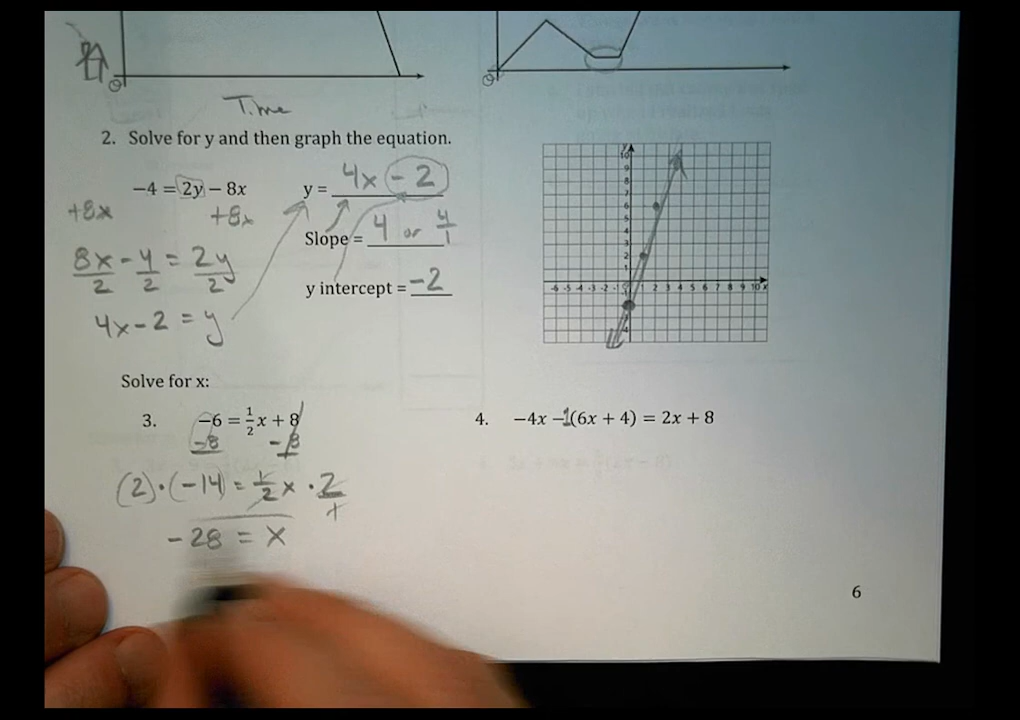 Time
2. Solve for y and then graph the equation.
−4 = 2y − 8x
+8x +8x
8x/2 − 4/2 = 2y/2
4x − 2 = y
y = 4x − 2
Slope = 4 or 4/1
y intercept = −2
Solve for x:
3. −6 = 1/2 x + 8
−8 −8
(2) · (−14) = 1/2 x · 2/1
−28 = x
4. −4x −1(6x + 4) = 2x + 8
6